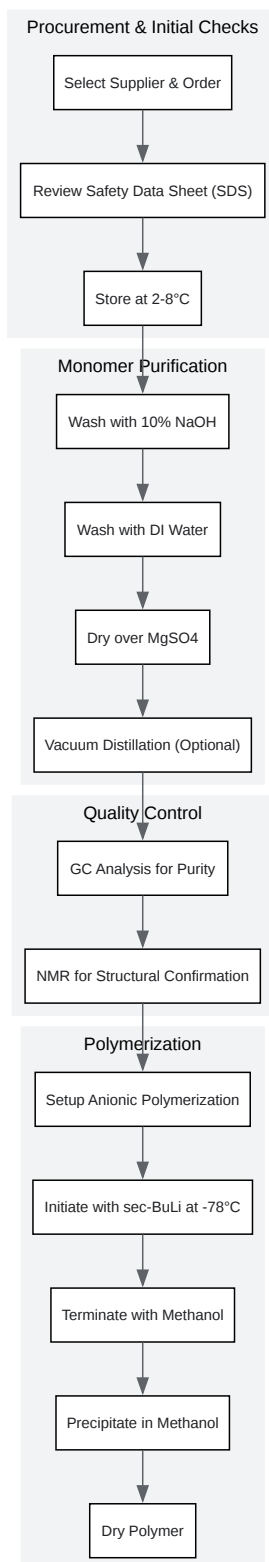 Procurement & Initial Checks
Select Supplier & Order
Review Safety Data Sheet (SDS)
Store at 2-8°C
Monomer Purification
Wash with 10% NaOH
Wash with DI Water
Dry over MgSO4
Vacuum Distillation (Optional)
Quality Control
GC Analysis for Purity
NMR for Structural Confirmation
Polymerization
Setup Anionic Polymerization
Initiate with sec-BuLi at -78°C
Terminate with Methanol
Precipitate in Methanol
Dry Polymer